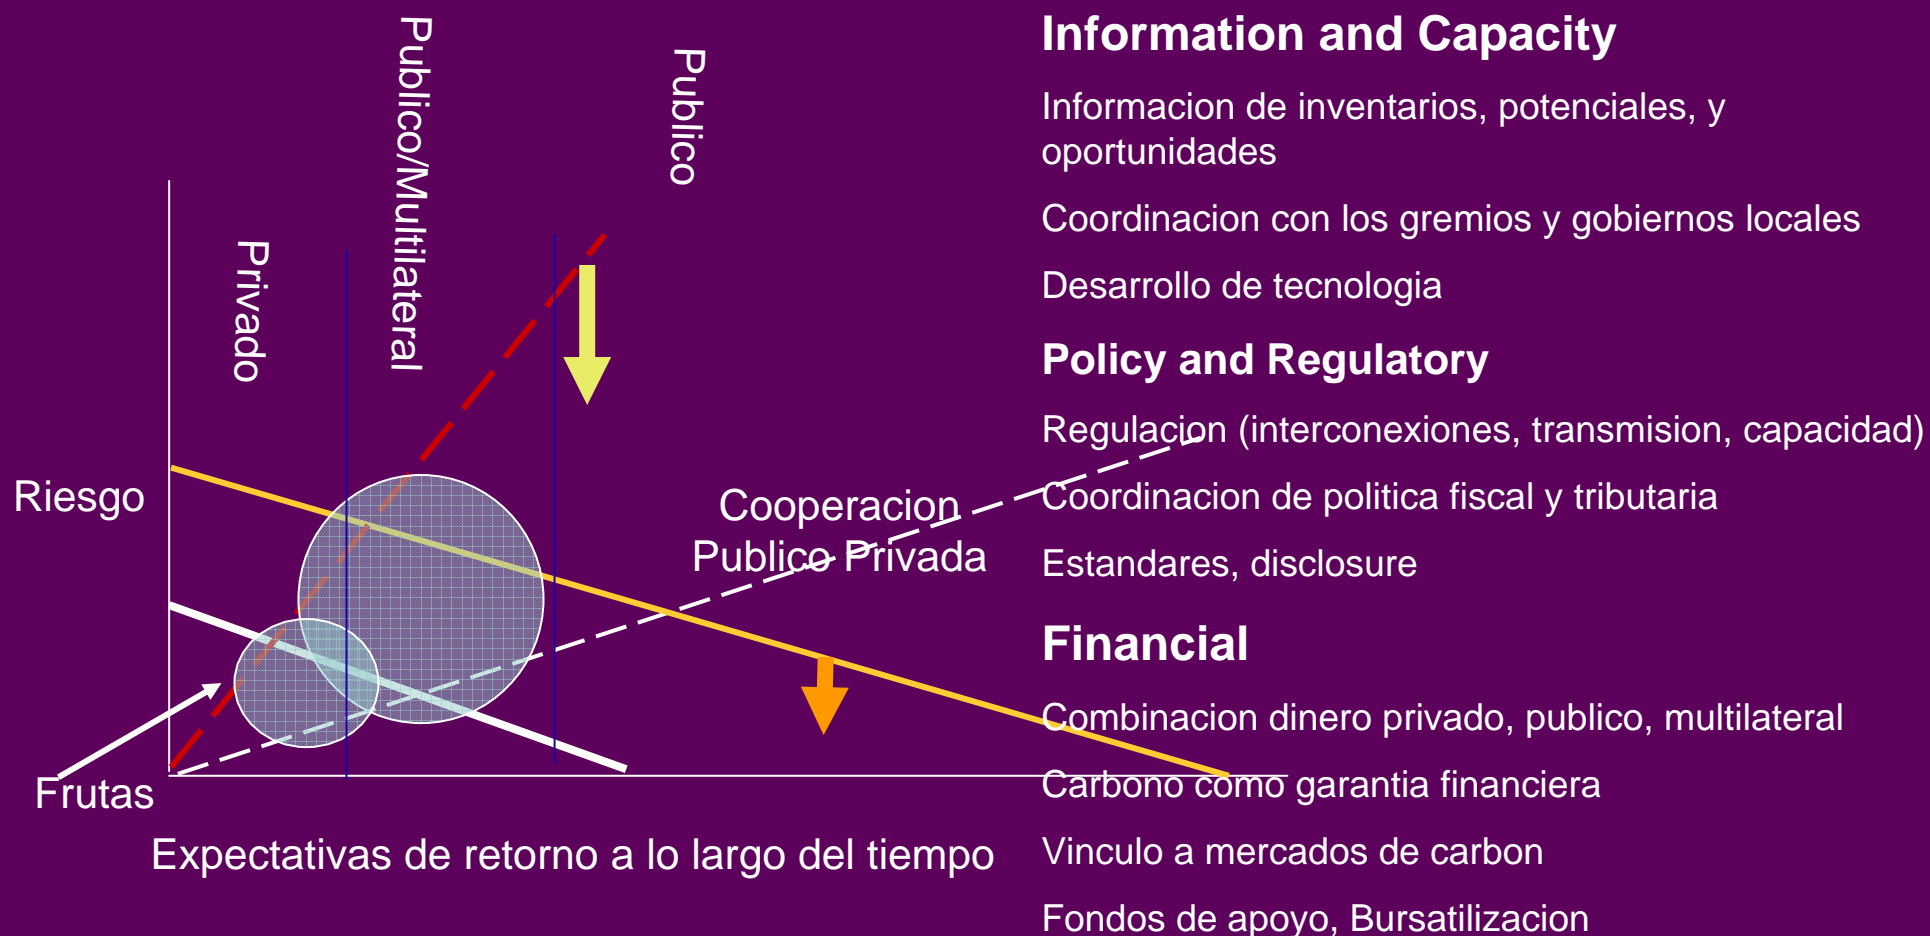 Privado
Publico/Multilateral
Publico
Riesgo
Cooperacion
Publico Privada
Frutas
Expectativas de retorno a lo largo del tiempo
Information and Capacity
Informacion de inventarios, potenciales, y
oportunidades
Coordinacion con los gremios y gobiernos locales
Desarrollo de tecnologia
Policy and Regulatory
Regulacion (interconexiones, transmision, capacidad)
Coordinacion de politica fiscal y tributaria
Estandares, disclosure
Financial
Combinacion dinero privado, publico, multilateral
Carbono como garantia financiera
Vinculo a mercados de carbon
Fondos de apoyo, Bursatilizacion